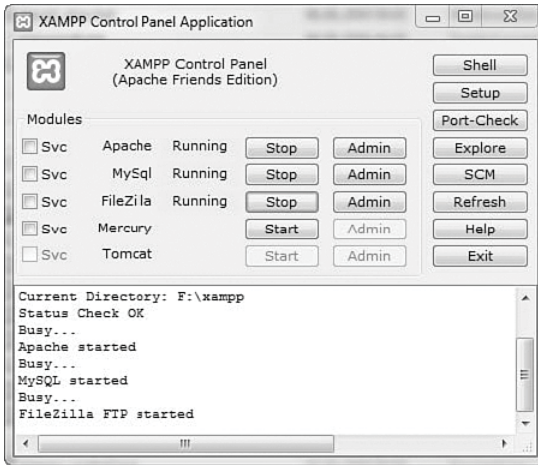 XAMPP Control Panel Application
XAMPP Control Panel
(Apache Friends Edition)
Shell
Setup
Port-Check
Explore
SCM
Refresh
Help
Exit
Modules
Svc Apache Running Stop Admin
Svc MySql Running Stop Admin
Svc FileZilla Running Stop Admin
Svc Mercury Start Admin
Svc Tomcat Start Admin
Current Directory: F:\xampp
Status Check OK
Busy...
Apache started
Busy...
MySQL started
Busy...
FileZilla FTP started